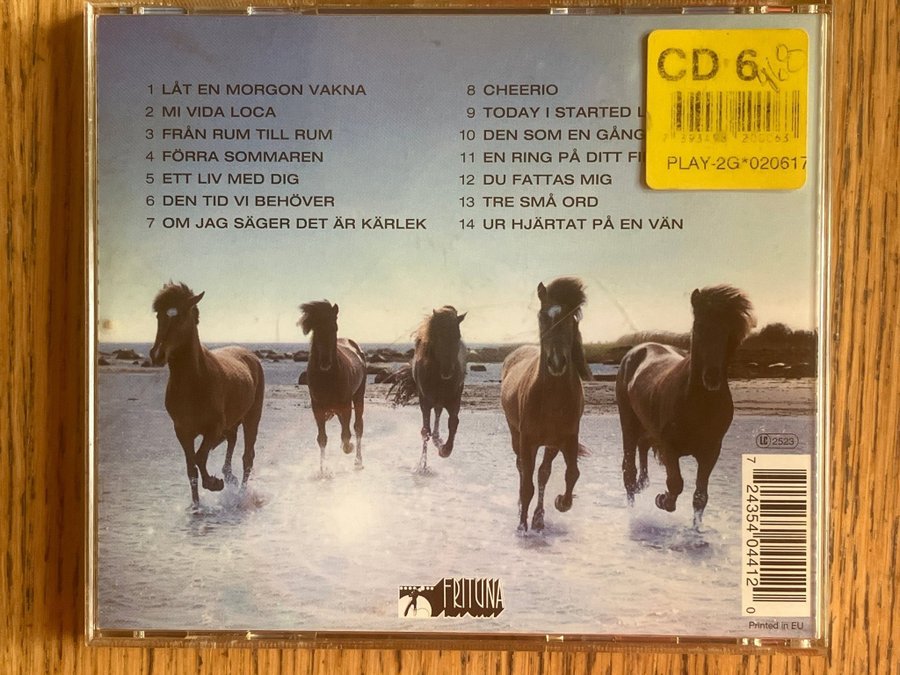 1 LÅT EN MORGON VAKNA
2 MI VIDA LOCA
3 FRÅN RUM TILL RUM
4 FÖRRA SOMMAREN
5 ETT LIV MED DIG
6 DEN TID VI BEHÖVER
7 OM JAG SÄGER DET ÄR KÄRLEK
8 CHEERIO
9 TODAY I STARTED L
10 DEN SOM EN GÅNG
11 EN RING PÅ DITT FI
12 DU FATTAS MIG
13 TRE SMÅ ORD
14 UR HJÄRTAT PÅ EN VÄN
CD 6
PLAY-2G*020617
LC 2523
7 24354 04412 0
Printed in EU
FRITUNA